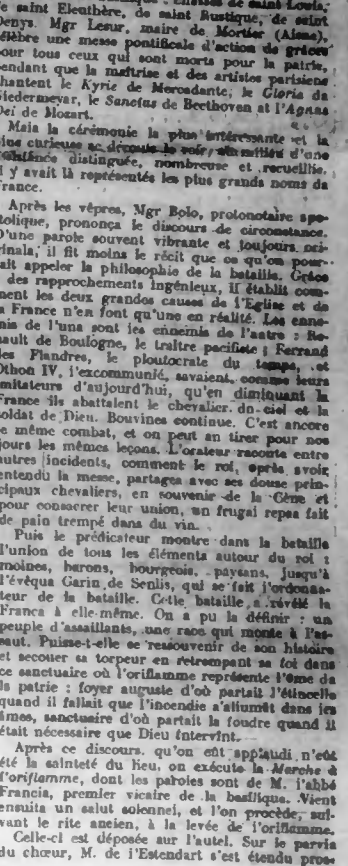 de saint Eleuthère, de saint Rustique, de saint
Denys. Mgr Lesur, maire de Mortier (Aisne),
célèbre une messe pontificale d'action de grâces
pour tous ceux qui sont morts pour la patrie,
pendant que la maîtrise et des artistes parisiens
chantent le Kyrie de Mercadante, le Gloria de
Niedermeyer, le Sanctus de Beethoven at l'Agnus
Dei de Mozart.
Mais la cérémonie la plus intéressante et la
plus curieuse se déroule le soir, au milieu d'une
assistance distinguée, nombreuse et recueillie.
Il y avait là représentés les plus grands noms de
France.
Après les vêpres, Mgr Bolo, protonotaire apos-
tolique, prononça le discours de circonstance.
D'une parole souvent vibrante et toujours ori-
ginale, il fit moins le récit que ce qu'on pour-
rait appeler la philosophie de la bataille. Grâce
à des rapprochements ingénieux, il établit com-
ment les deux grandes causes de l'Eglise et de
la France n'en font qu'une en réalité. Les enne-
mis de l'una sont les ennemis de l'autre : Re-
nault de Boulogne, le traître pacifiste ; Ferrand
des Flandres, le ploutocrate du temps, et
Othon IV, l'excommunié, savaient, comme leurs
imitateurs d'aujourd'hui, qu'en diminuant la
France ils abattaient le chevalier du ciel et la
soldat de Dieu. Bouvines continue. C'est encore
le même combat, et on peut an tirer pour nos
jours les mêmes leçons. L'orateur raconta entre
autres incidents, comment le roi, après avoir
entendu la messe, partagea avec ses douse prin-
cipaux chevaliers, en souvenir de la Cène et
pour consacrer leur union, un frugal repas fait
de pain trempé dans du vin.
Puis le prédicateur montre dans la bataille
l'union de tous les éléments autour du roi :
moines, barons, bourgeois, paysans, jusqu'à
l'évêqua Garin de Senlis, qui se fait l'ordonna-
teur de la bataille. Cette bataille a révélé la
Franca à elle-même. On a pu la définir : un
peuple d'assaillants, une race qui monte à l'as-
saut. Puisse-t-elle se ressouvenir de son histoire
et secouer sa torpeur en retrempant sa foi dans
ce sanctuaire où l'oriflamme représente l'âme de
la patrie : foyer auguste d'où partait l'étincelle
quand il fallait que l'incendie s'allumât dans les
âmes, sanctuaire d'où partait la foudre quand il
était nécessaire que Dieu intervint.
Après ce discours, qu'on eût applaudi n'eût
été la sainteté du lieu, on exécute la Marche à
l'oriflamme, dont les paroles sont de M. l'abbé
Francis, premier vicaire de la basilique. Vient
ensuita un salut solennel, et l'on procède, sui-
vant le rite ancien, à la levée de l'oriflamme.
Celle-ci est déposée sur l'autel. Sur le parvis
du chœur, M. de l'Estendart s'est étendu pros-